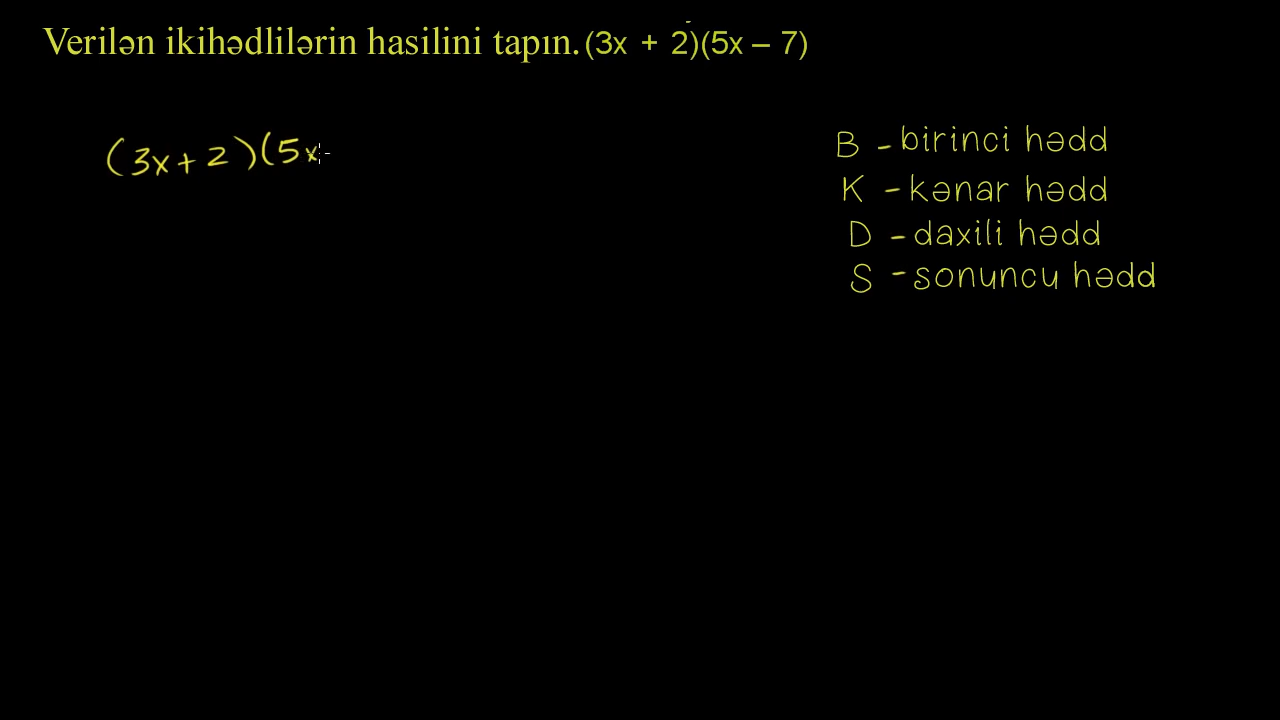 Verilən ikihədlilərin hasilini tapın. (3x + 2)(5x – 7)
(3x+2)(5x
B - birinci hədd
K - kənar hədd
D - daxili hədd
S - sonuncu hədd